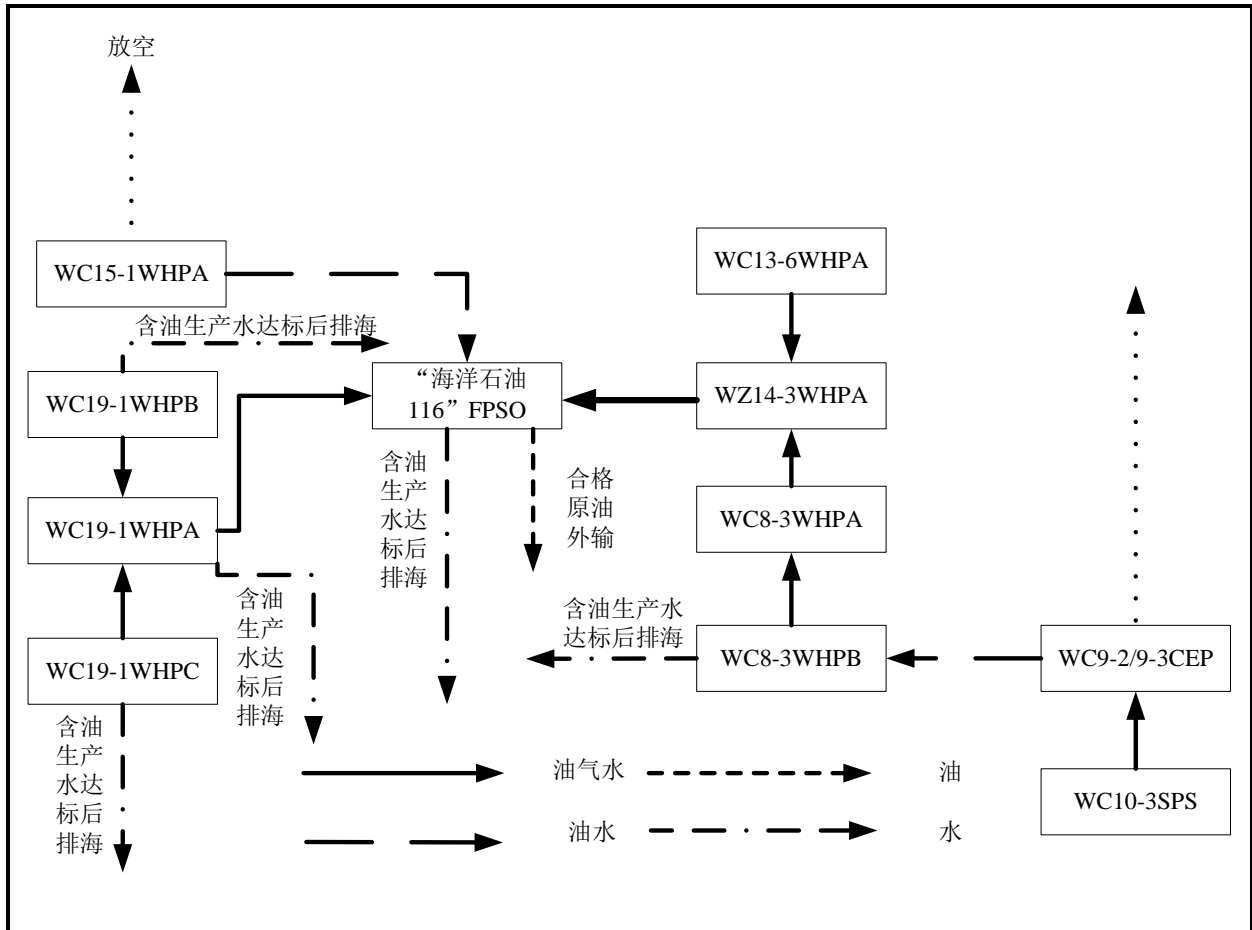 放空
WC15-1WHPA
WC13-6WHPA
含油生产水达标后排海
“海洋石油
116”FPSO
WC19-1WHPB
WZ14-3WHPA
含油
生产
水达
标后
排海
合格
原油
外输
WC19-1WHPA
WC8-3WHPA
含油
生产
水达
标后
排海
含油生产水
达标后排海
WC19-1WHPC
WC8-3WHPB
WC9-2/9-3CEP
含油
生产
水达
标后
排海
油气水
油
WC10-3SPS
油水
水